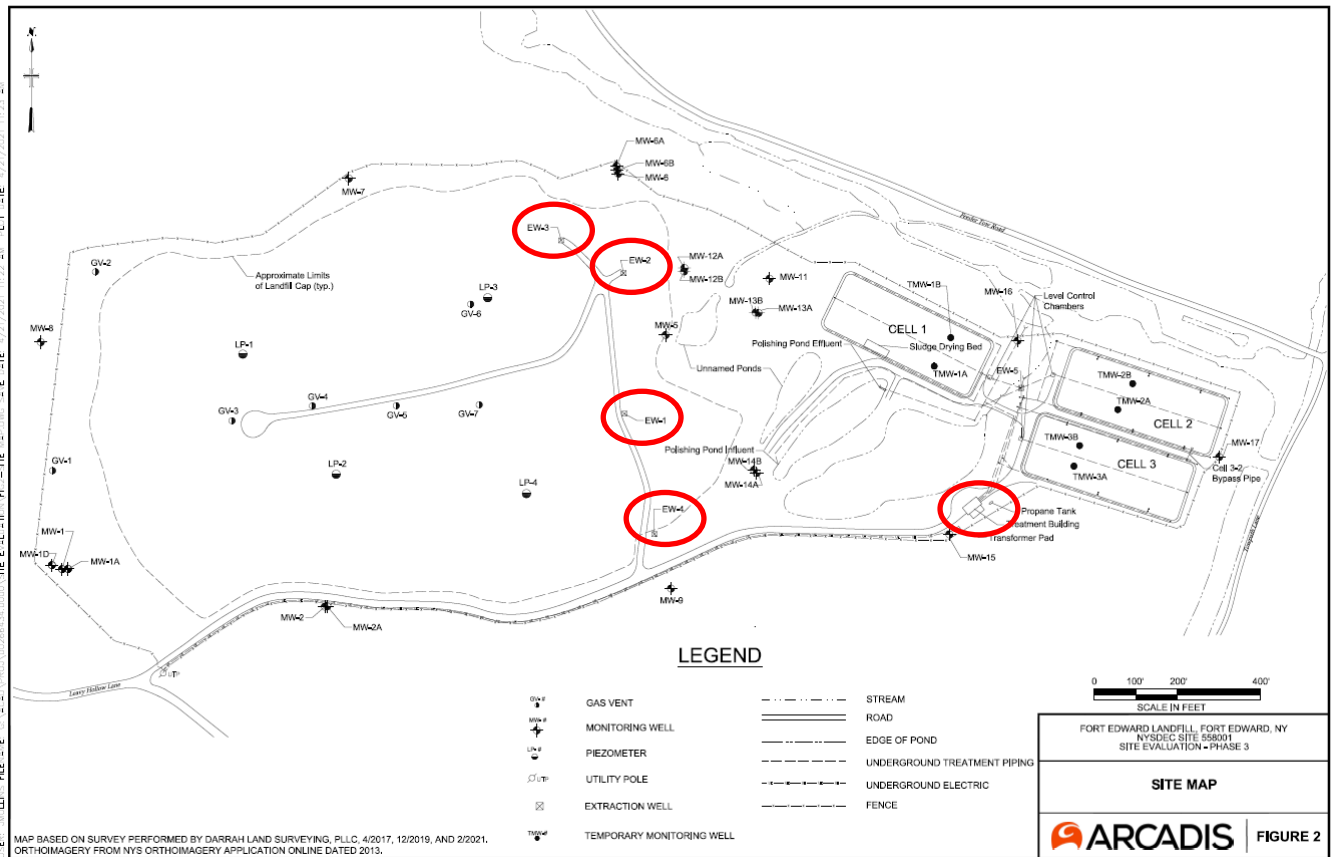 N
MW-6A
MW-6B
MW-6
MW-7
EW-3
EW-2
MW-12A
MW-12B
MW-11
GV-2
Approximate Limits
of Landfill Cap (typ.)
LP-3
GV-6
MW-13B
MW-13A
TMW-1B
MW-16
Level Control
Chambers
MW-8
MW-5
CELL 1
Polishing Pond Effluent
Sludge Drying Bed
LP-1
Unnamed Ponds
TMW-1A
EW-5
TMW-2B
TMW-2A
GV-4
GV-5
GV-7
GV-3
EW-1
CELL 2
TMW-3B
Polishing Pond Influent
MW-17
GV-1
LP-2
MW-14B
MW-14A
CELL 3
TMW-3A
Cell 3-2
Bypass Pipe
LP-4
EW-4
Propane Tank
Treatment Building
Transformer Pad
MW-1
MW-1D
MW-1A
MW-15
MW-9
MW-2
MW-2A
UTP
Leavy Hollow Lane
LEGEND
GV-#
GAS VENT
MW-#
MONITORING WELL
LP-#
PIEZOMETER
UTP
UTILITY POLE
EXTRACTION WELL
TMW-#
TEMPORARY MONITORING WELL
STREAM
ROAD
EDGE OF POND
UNDERGROUND TREATMENT PIPING
UNDERGROUND ELECTRIC
FENCE
0 100' 200' 400'
SCALE IN FEET
FORT EDWARD LANDFILL, FORT EDWARD, NY
NYSDEC SITE 558001
SITE EVALUATION - PHASE 3
SITE MAP
ARCADIS
FIGURE 2
MAP BASED ON SURVEY PERFORMED BY DARRAH LAND SURVEYING, PLLC, 4/2017, 12/2019, AND 2/2021.
ORTHOIMAGERY FROM NYS ORTHOIMAGERY APPLICATION ONLINE DATED 2013.